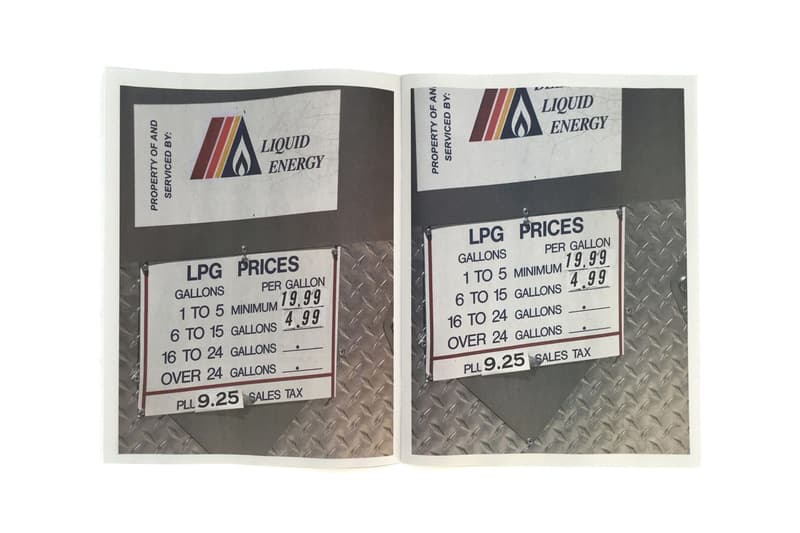 PROPERTY OF AND
SERVICED BY:
LIQUID
ENERGY
LPG PRICES
GALLONS PER GALLON
1 TO 5 MINIMUM 19.99
6 TO 15 GALLONS 4.99
16 TO 24 GALLONS .
OVER 24 GALLONS .
PLL 9.25 SALES TAX
PROPERTY OF AN
SERVICED BY:
LIQUID
ENERGY
LPG PRICES
GALLONS PER GALLON
1 TO 5 MINIMUM 19.99
6 TO 15 GALLONS 4.99
16 TO 24 GALLONS .
OVER 24 GALLONS .
PLL 9.25 SALES TAX